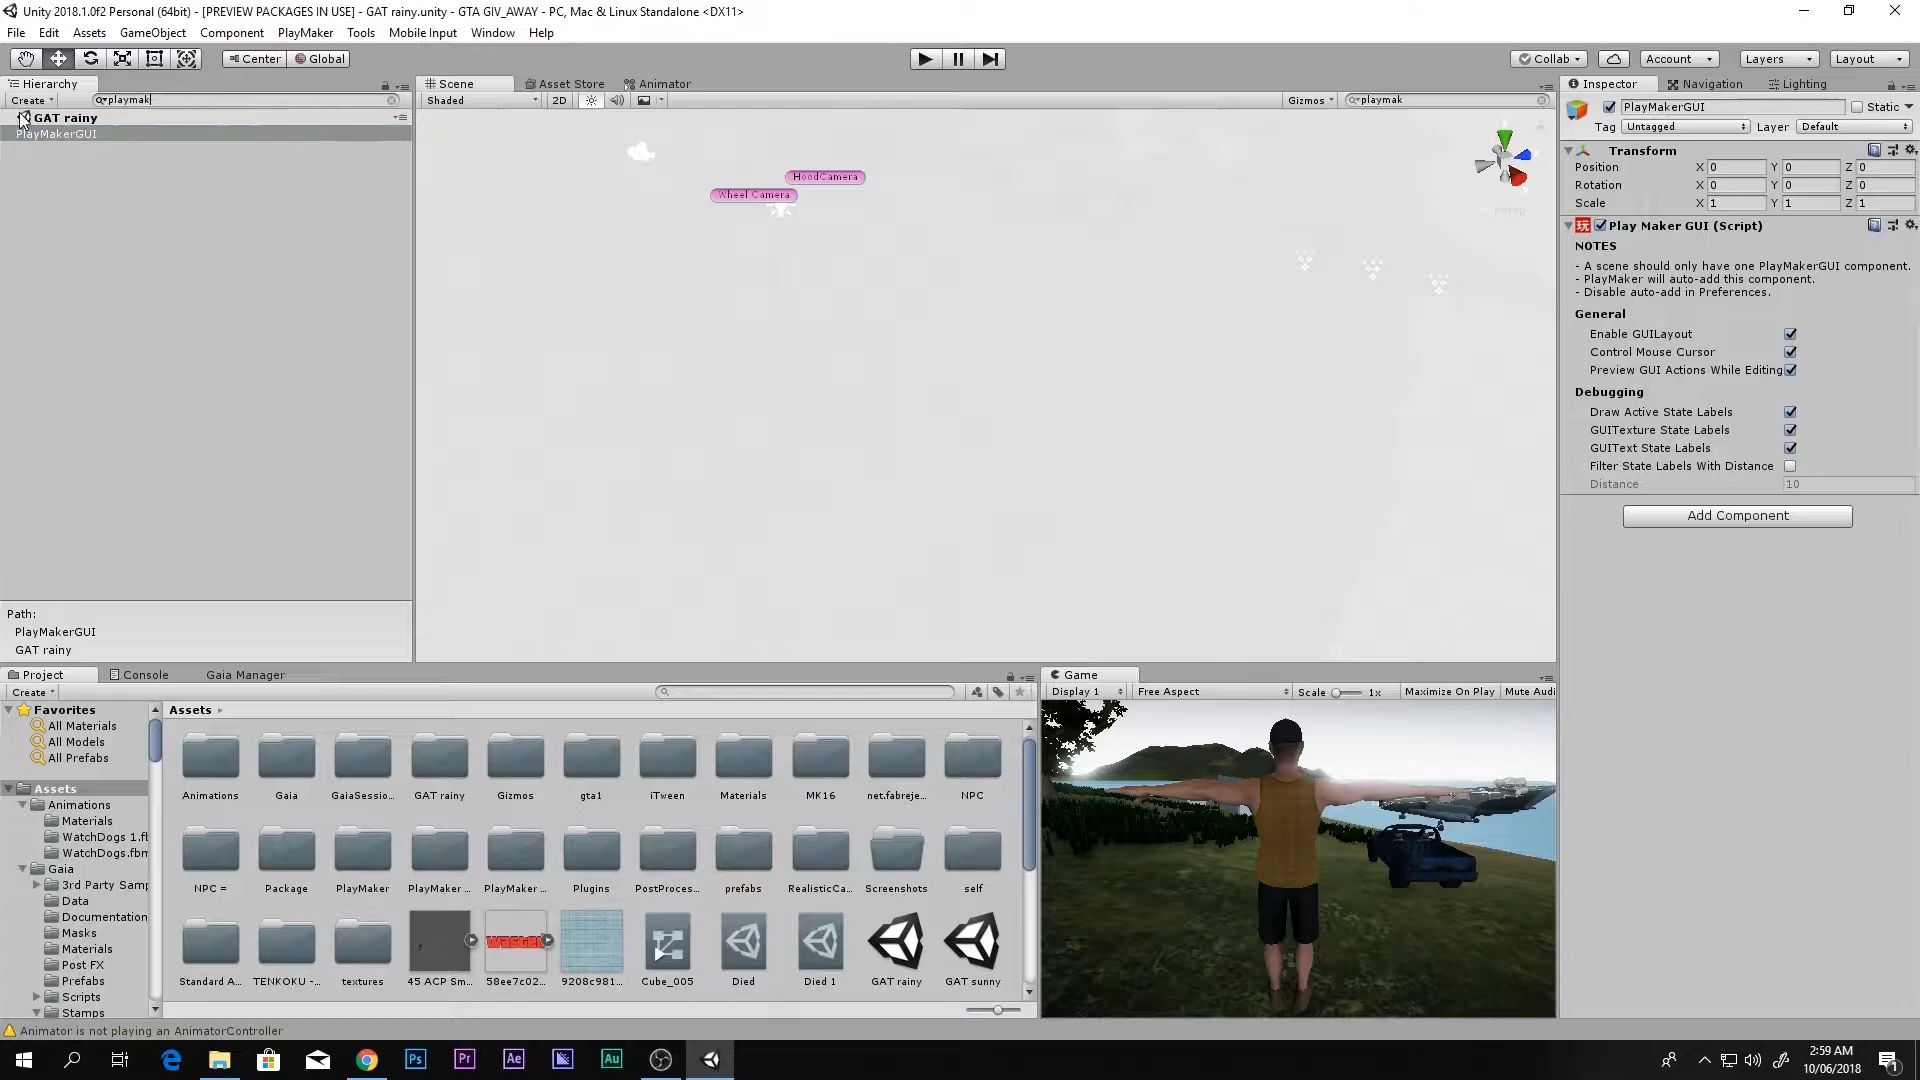 Unity 2018.1.0f2 Personal (64bit) - [PREVIEW PACKAGES IN USE] - GAT rainy.unity - GTA GIV_AWAY - PC, Mac & Linux Standalone <DX11>
File Edit Assets GameObject Component PlayMaker Tools Mobile Input Window Help
Center Global Collab Account Layers Layout
Hierarchy Scene Asset Store Animator Inspector Navigation Lighting
Create playmak Shaded 2D Gizmos playmak
GAT rainy
PlayMakerGUI
HoodCamera
Wheel Camera
Persp
PlayMakerGUI Static
Tag Untagged Layer Default
Transform
Position X 0 Y 0 Z 0
Rotation X 0 Y 0 Z 0
Scale X 1 Y 1 Z 1
玩 Play Maker GUI (Script)
NOTES
- A scene should only have one PlayMakerGUI component.
- PlayMaker will auto-add this component.
- Disable auto-add in Preferences.
General
Enable GUILayout
Control Mouse Cursor
Preview GUI Actions While Editing
Debugging
Draw Active State Labels
GUITexture State Labels
GUIText State Labels
Filter State Labels With Distance
Distance 10
Add Component
Path:
PlayMakerGUI
GAT rainy
Project Console Gaia Manager
Create
Favorites
All Materials
All Models
All Prefabs
Assets
Animations
Materials
WatchDogs 1.fb
WatchDogs.fbm
Gaia
3rd Party Samp
Data
Documentation
Masks
Materials
Post FX
Prefabs
Scripts
Stamps
Assets
Animations Gaia GaiaSessio... GAT rainy Gizmos gta1 iTween Materials MK16 net.fabreje... NPC
NPC = Package PlayMaker PlayMaker ... PlayMaker ... Plugins PostProces... prefabs RealisticCa... Screenshots self
wasted
Standard A... TENKOKU -... textures 45 ACP Sm... 58ee7c02... 9208c981... Cube_005 Died Died 1 GAT rainy GAT sunny
Game
Display 1 Free Aspect Scale 1x Maximize On Play Mute Audi
Animator is not playing an AnimatorController
Ps Pr Ae Au
2:59 AM
10/06/2018
1